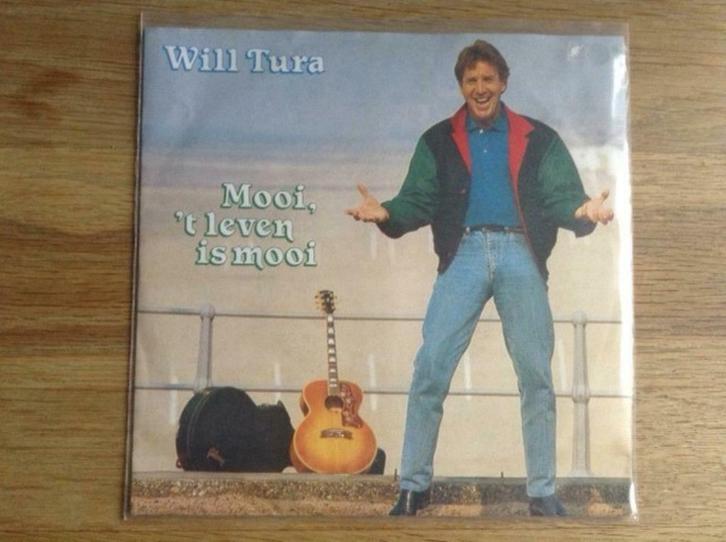 Will Tura
Mooi,
't leven
is mooi